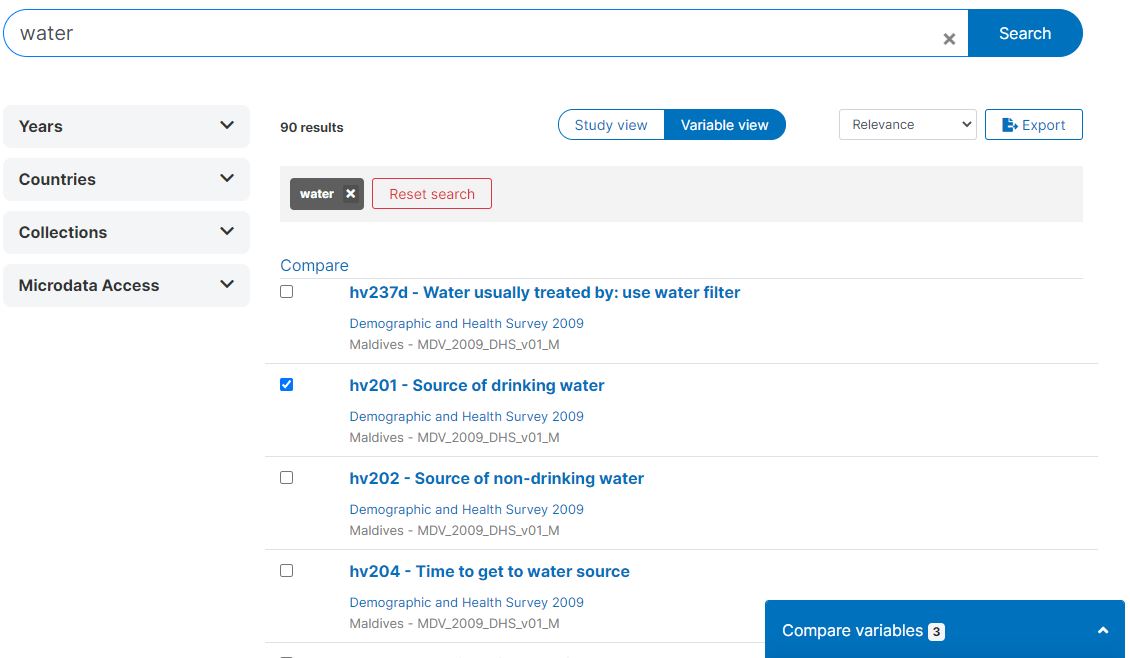 water
Search
Years
Countries
Collections
Microdata Access
90 results
Study view
Variable view
Relevance
Export
water
Reset search
Compare
hv237d - Water usually treated by: use water filter
Demographic and Health Survey 2009
Maldives - MDV_2009_DHS_v01_M
hv201 - Source of drinking water
Demographic and Health Survey 2009
Maldives - MDV_2009_DHS_v01_M
hv202 - Source of non-drinking water
Demographic and Health Survey 2009
Maldives - MDV_2009_DHS_v01_M
hv204 - Time to get to water source
Demographic and Health Survey 2009
Maldives - MDV_2009_DHS_v01_M
Compare variables 3